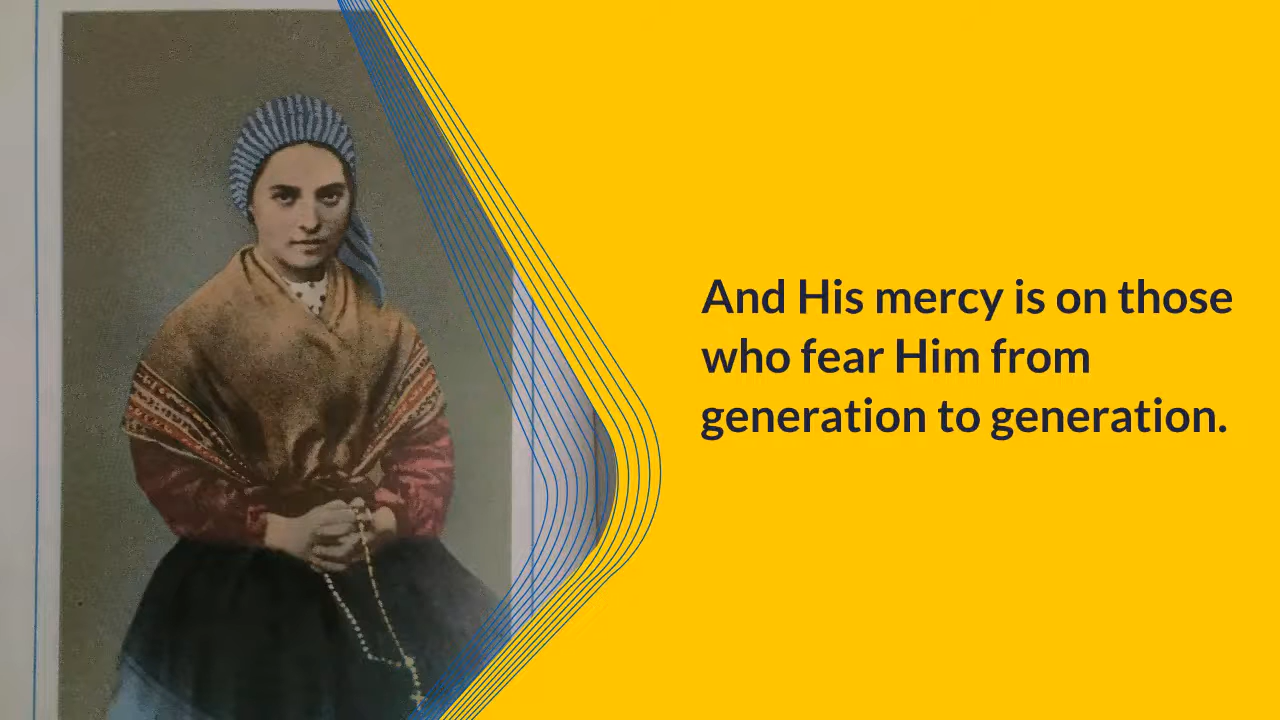 And His mercy is on those
who fear Him from
generation to generation.